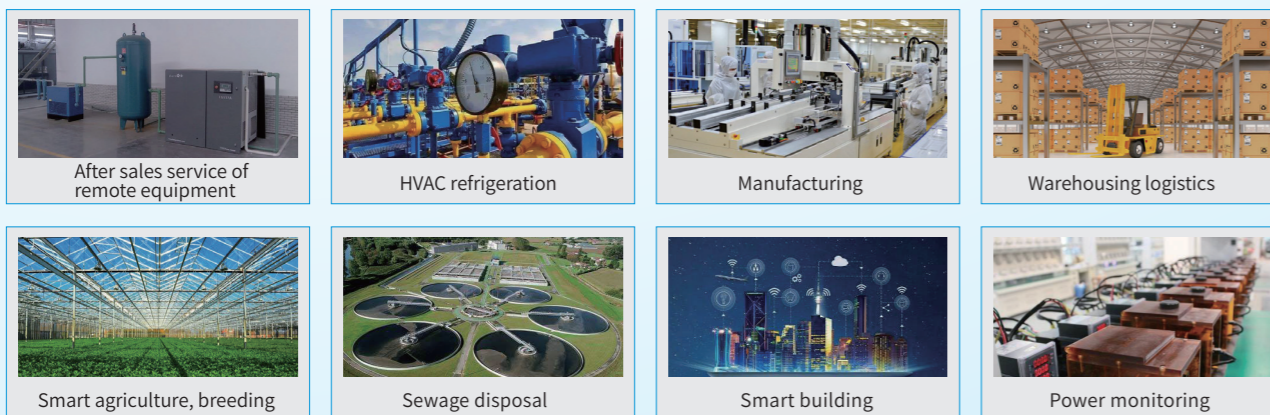 After sales service of
remote equipment
HVAC refrigeration
Manufacturing
Warehousing logistics
Smart agriculture, breeding
Sewage disposal
Smart building
Power monitoring